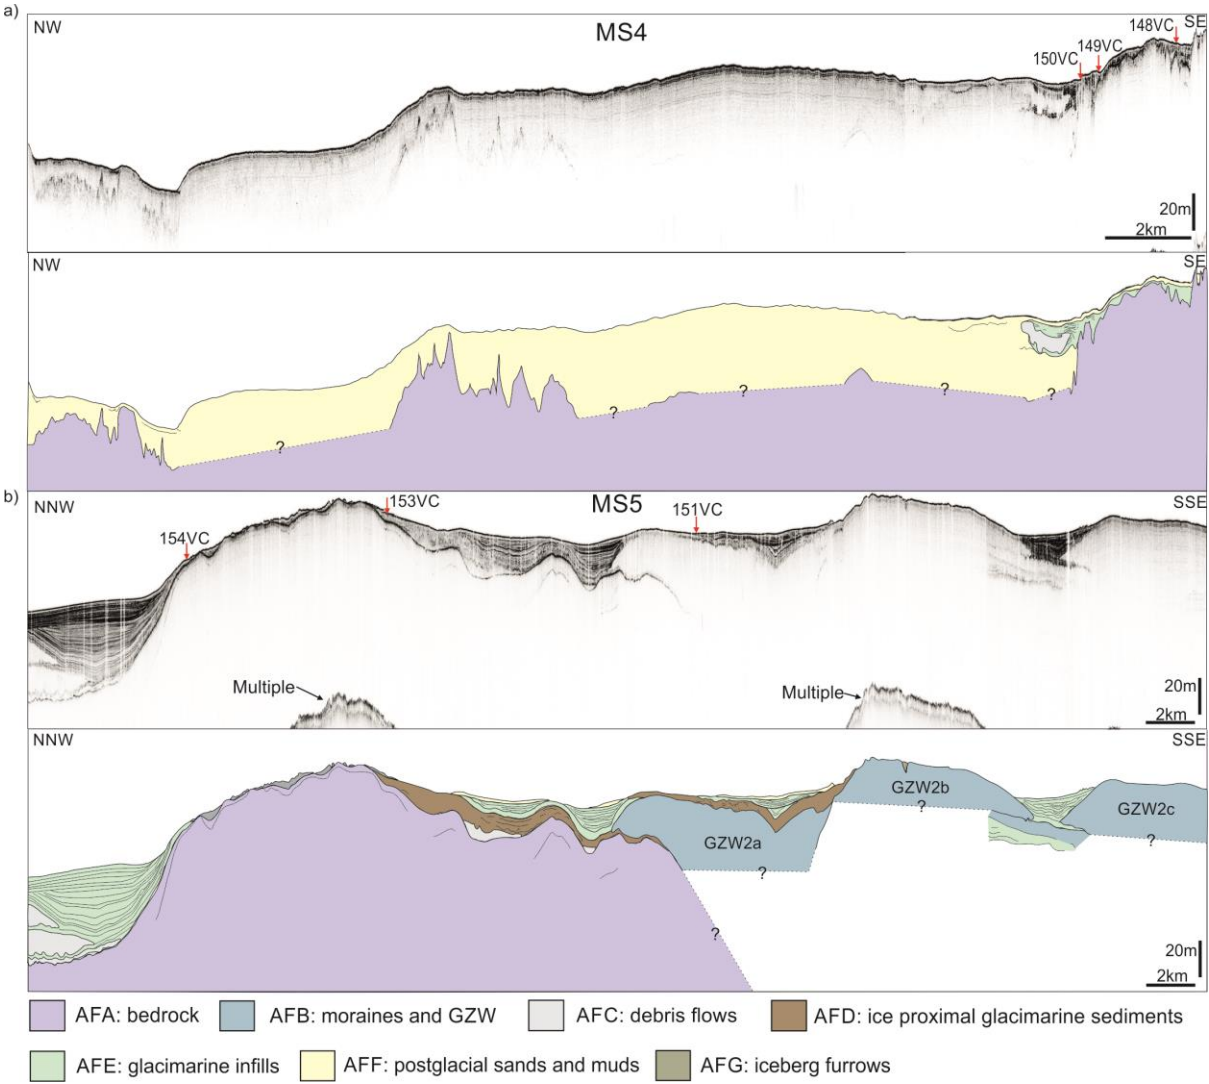 a)
NW
MS4
148VC
SE
150VC
149VC
20m
2km
NW
SE
?
?
?
?
?
b)
NNW
MS5
SSE
153VC
154VC
151VC
Multiple
Multiple
20m
2km
NNW
SSE
GZW2b
GZW2a
GZW2c
?
?
?
?
20m
2km
AFA: bedrock
AFB: moraines and GZW
AFC: debris flows
AFD: ice proximal glacimarine sediments
AFE: glacimarine infills
AFF: postglacial sands and muds
AFG: iceberg furrows